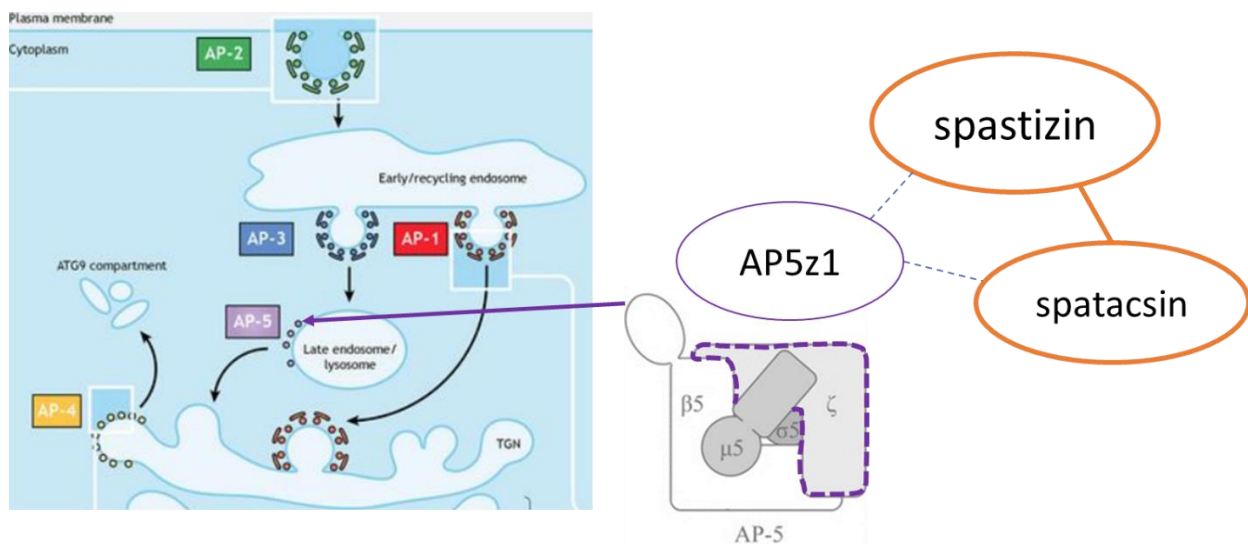 Plasma membrane
Cytoplasm
AP-2
Early/recycling endosome
AP-3
AP-1
ATG9 compartment
AP-5
Late endosome/
lysosome
AP-4
TGN
spastizin
AP5z1
spatacsin
β5
ζ
σ5
μ5
AP-5